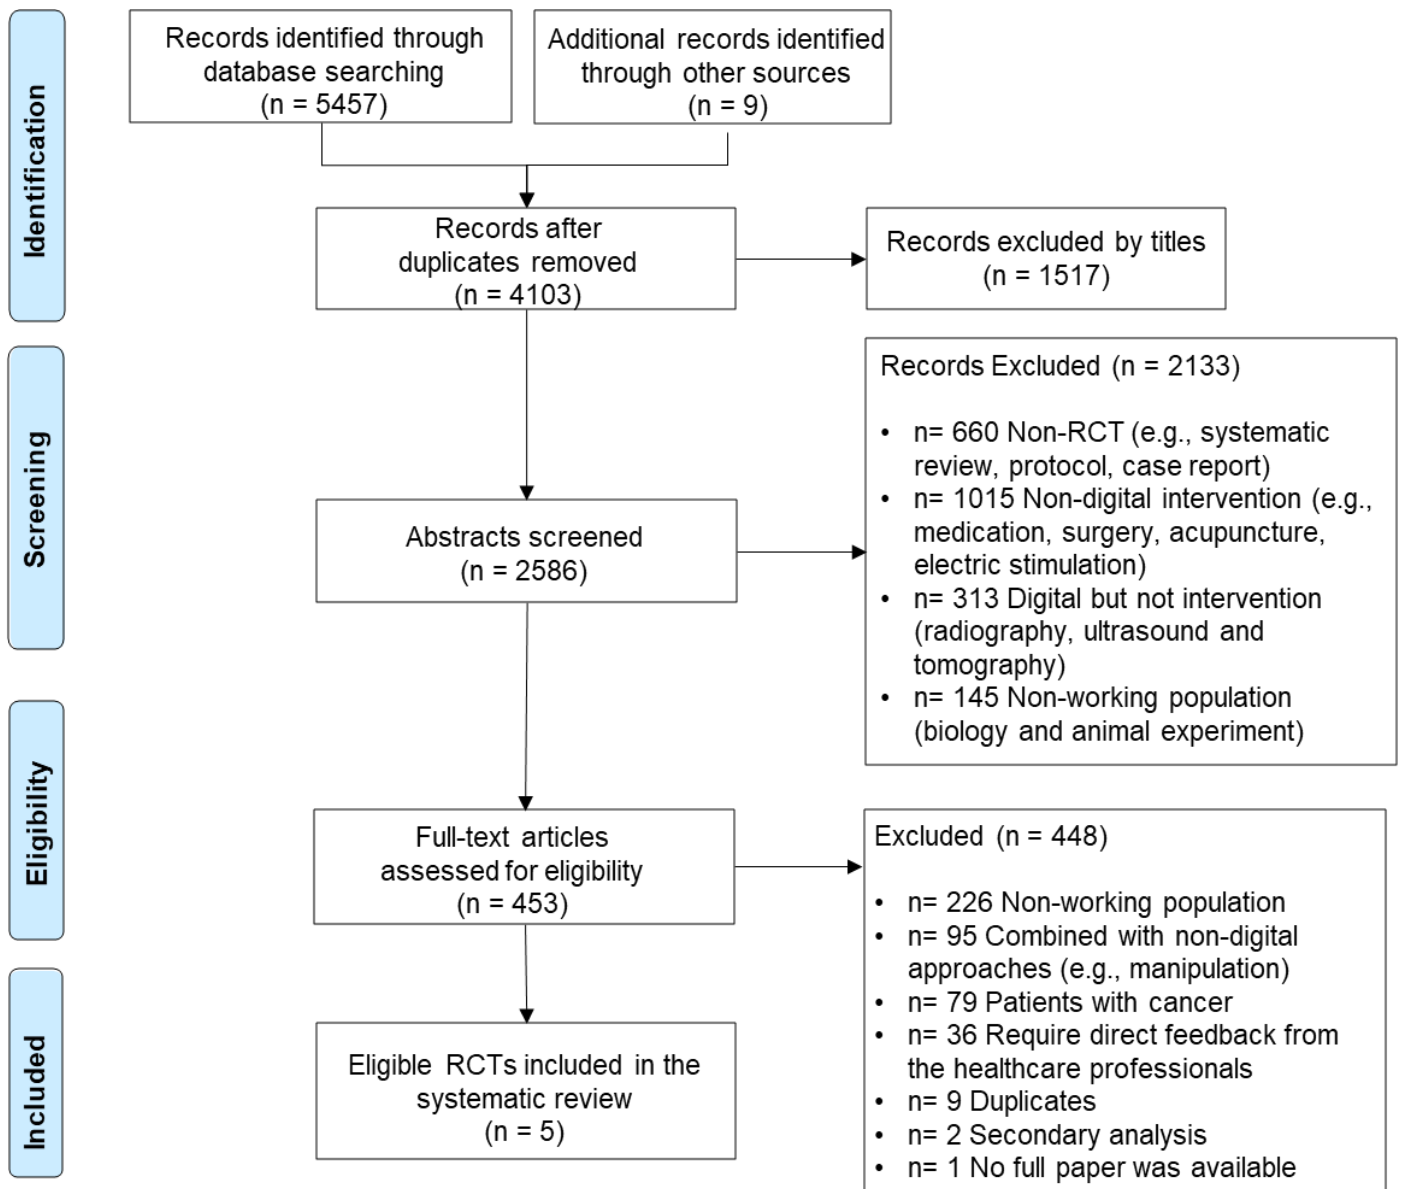 Identification
Records identified through
database searching
(n = 5457)
Additional records identified
through other sources
(n = 9)
Records after
duplicates removed
(n = 4103)
Records excluded by titles
(n = 1517)
Screening
Abstracts screened
(n = 2586)
Records Excluded (n = 2133)
• n= 660 Non-RCT (e.g., systematic
review, protocol, case report)
• n= 1015 Non-digital intervention (e.g.,
medication, surgery, acupuncture,
electric stimulation)
• n= 313 Digital but not intervention
(radiography, ultrasound and
tomography)
• n= 145 Non-working population
(biology and animal experiment)
Eligibility
Full-text articles
assessed for eligibility
(n = 453)
Excluded (n = 448)
• n= 226 Non-working population
• n= 95 Combined with non-digital
approaches (e.g., manipulation)
• n= 79 Patients with cancer
• n= 36 Require direct feedback from
the healthcare professionals
• n= 9 Duplicates
• n= 2 Secondary analysis
• n= 1 No full paper was available
Included
Eligible RCTs included in the
systematic review
(n = 5)